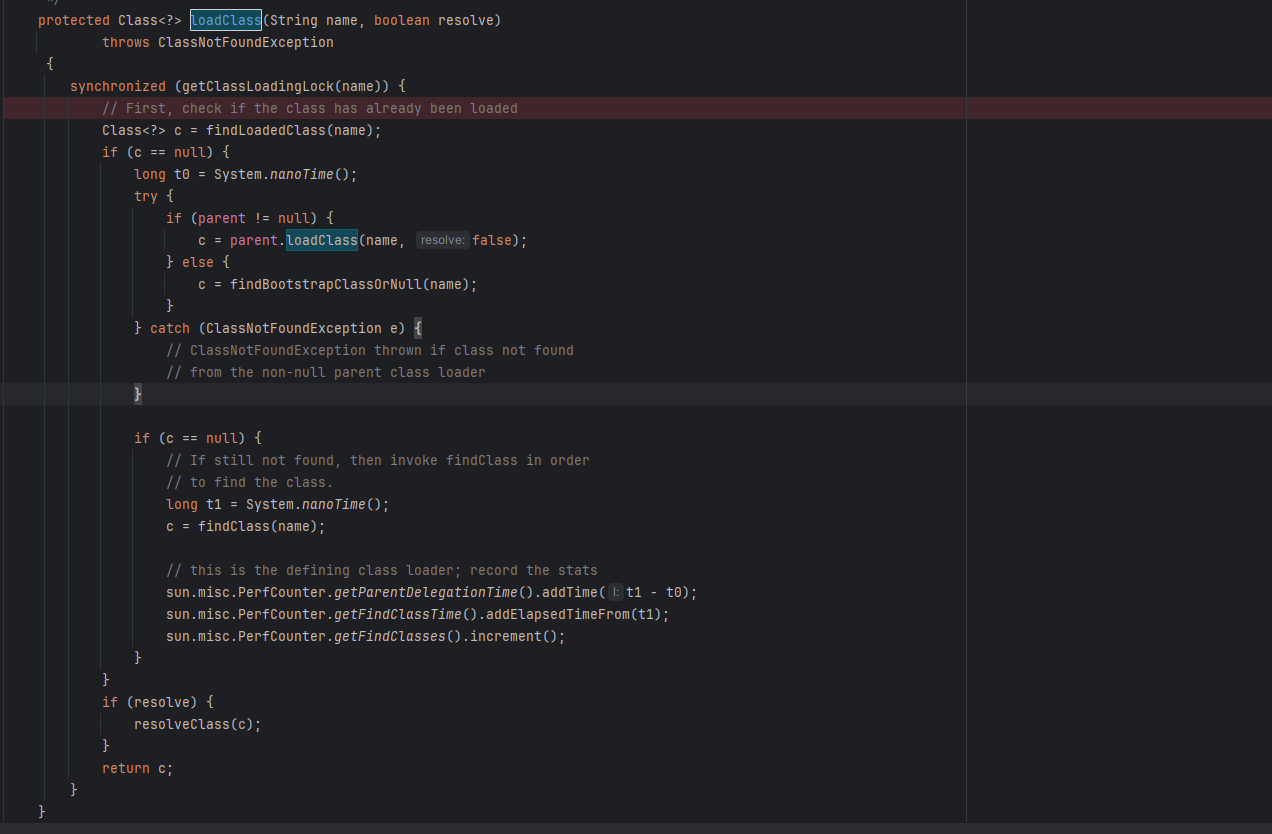 */
protected Class<?> loadClass(String name, boolean resolve)
        throws ClassNotFoundException
 {
    synchronized (getClassLoadingLock(name)) {
        // First, check if the class has already been loaded
        Class<?> c = findLoadedClass(name);
        if (c == null) {
            long t0 = System.nanoTime();
            try {
                if (parent != null) {
                    c = parent.loadClass(name, resolve: false);
                } else {
                    c = findBootstrapClassOrNull(name);
                }
            } catch (ClassNotFoundException e) {
                // ClassNotFoundException thrown if class not found
                // from the non-null parent class loader
            }
            if (c == null) {
                // If still not found, then invoke findClass in order
                // to find the class.
                long t1 = System.nanoTime();
                c = findClass(name);
                // this is the defining class loader; record the stats
                sun.misc.PerfCounter.getParentDelegationTime().addTime( l: t1 - t0);
                sun.misc.PerfCounter.getFindClassTime().addElapsedTimeFrom(t1);
                sun.misc.PerfCounter.getFindClasses().increment();
            }
        }
        if (resolve) {
            resolveClass(c);
        }
        return c;
    }
}